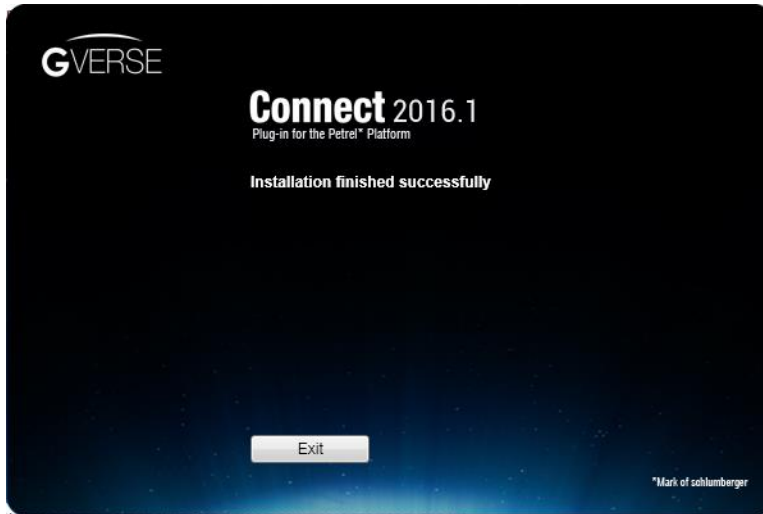 GVERSE
Connect 2016.1
Plug-in for the Petrel* Platform
Installation finished successfully
Exit
*Mark of schlumberger